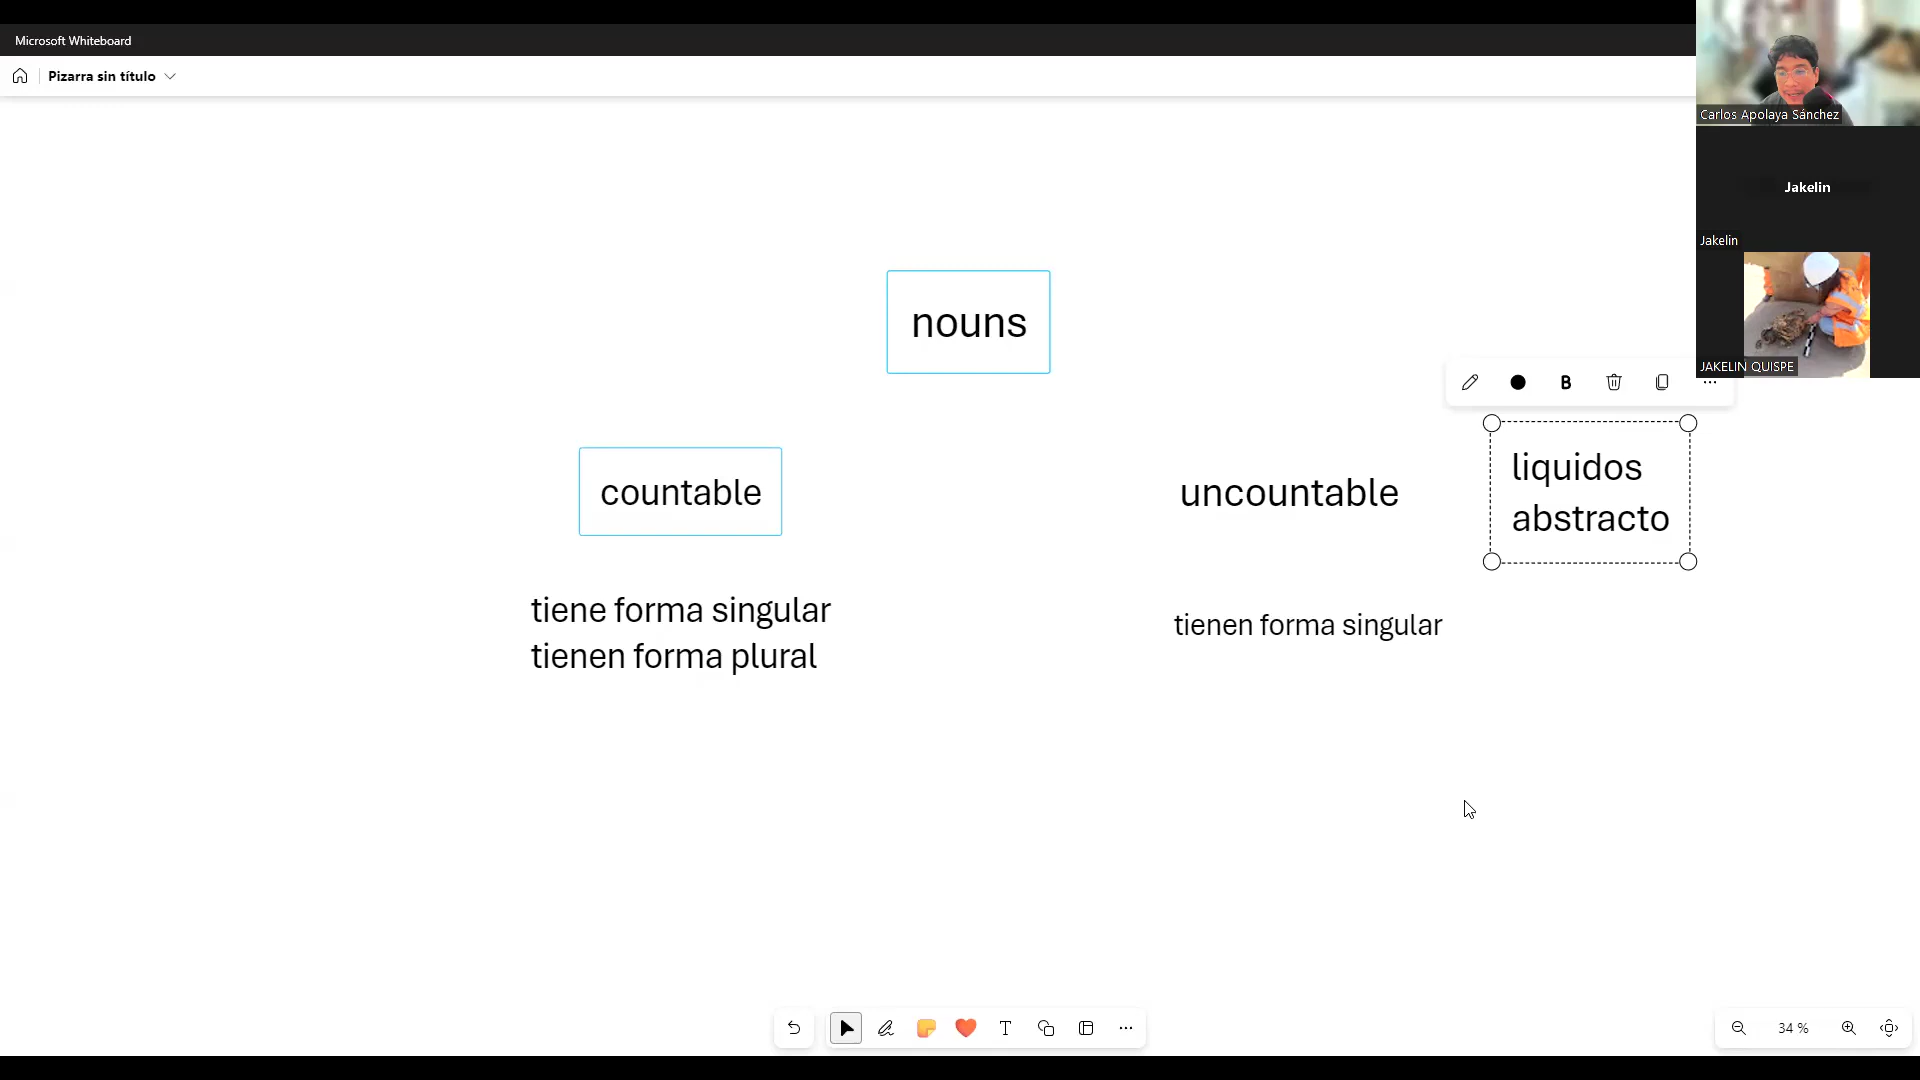 Microsoft Whiteboard
Pizarra sin título
Carlos Apolaya Sánchez
Jakelin
Jakelin
JAKELIN QUISPE
nouns
B
countable
uncountable
liquidos
abstracto
tiene forma singular
tienen forma plural
tienen forma singular
34 %